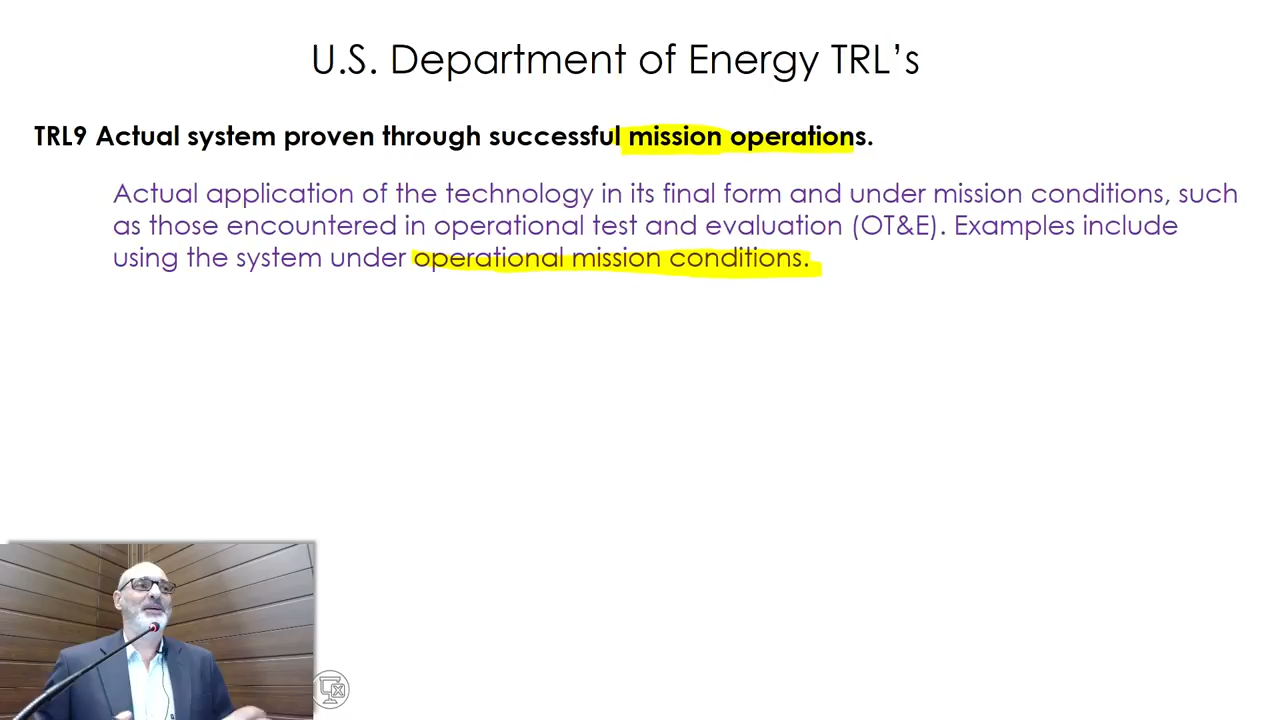 U.S. Department of Energy TRL’s
TRL9 Actual system proven through successful mission operations.
Actual application of the technology in its final form and under mission conditions, such
as those encountered in operational test and evaluation (OT&E). Examples include
using the system under operational mission conditions.